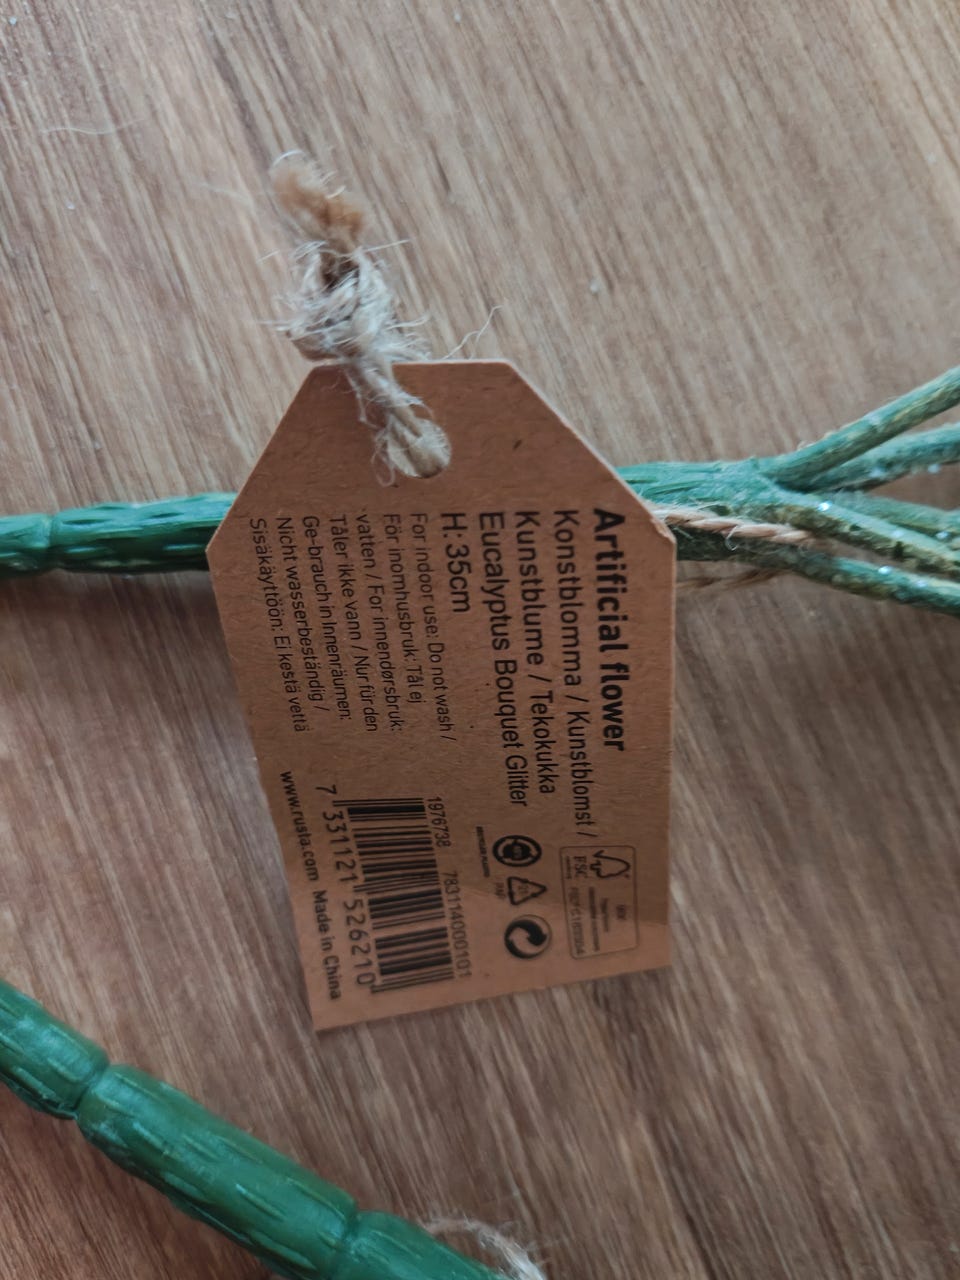 Artificial flower
Konstblomma / Kunstblomst /
Kunstblume / Tekokukka
Eucalyptus Bouquet Glitter
H: 35cm
For indoor use: Do not wash /
För inomhusbruk: Tål ej
vatten / For innendørsbruk:
Tåler ikke vann / Nur für den
Ge-brauch in Innenräumen:
Nicht wasserbeständig /
Sisäkäyttöön: Ei kestä vettä
FSC
1976738 783114000101
7 331121 526210
www.rusta.com Made in China